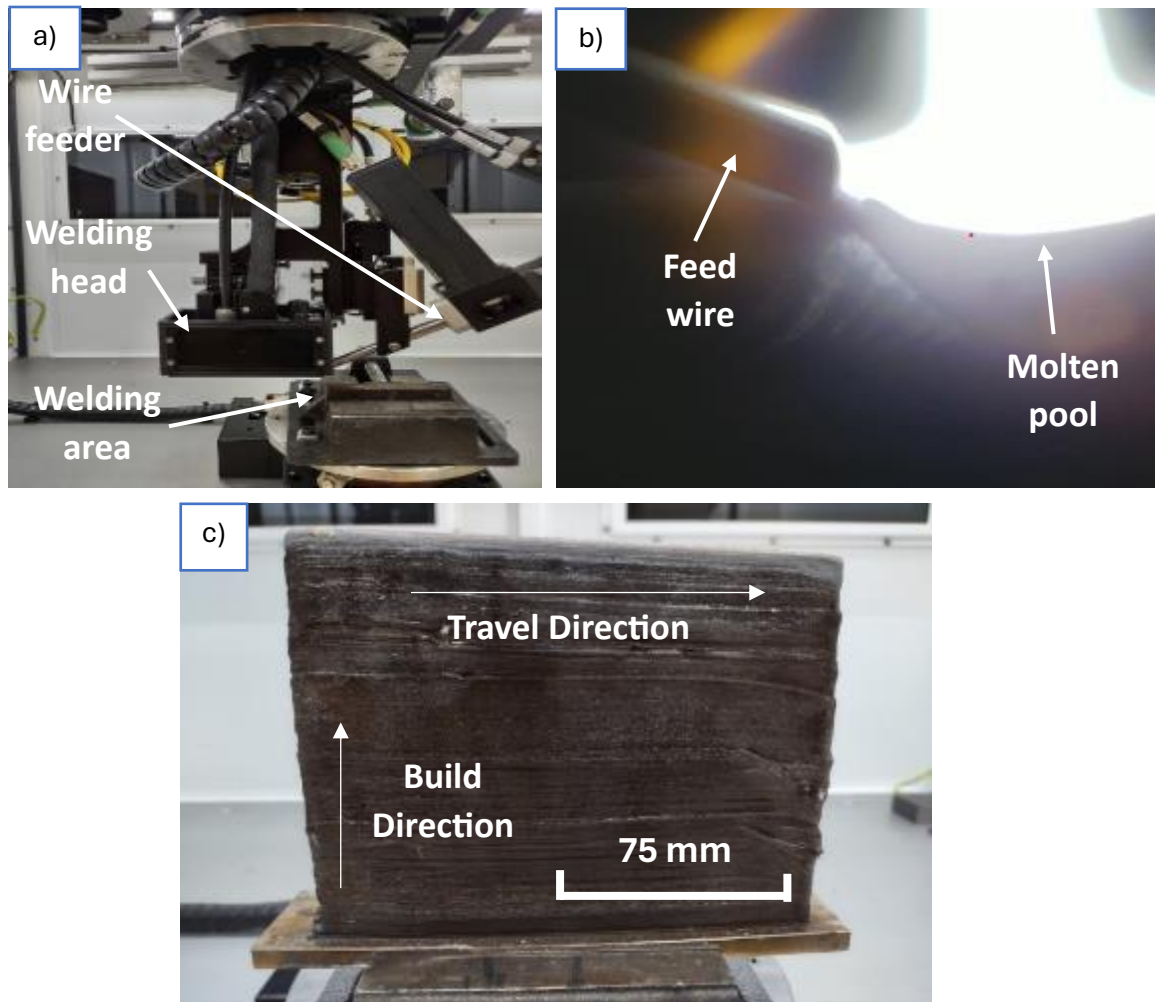 a)
Wire
feeder
Welding
head
Welding
area
b)
Feed
wire
Molten
pool
c)
Travel Direction
Build
Direction
75 mm